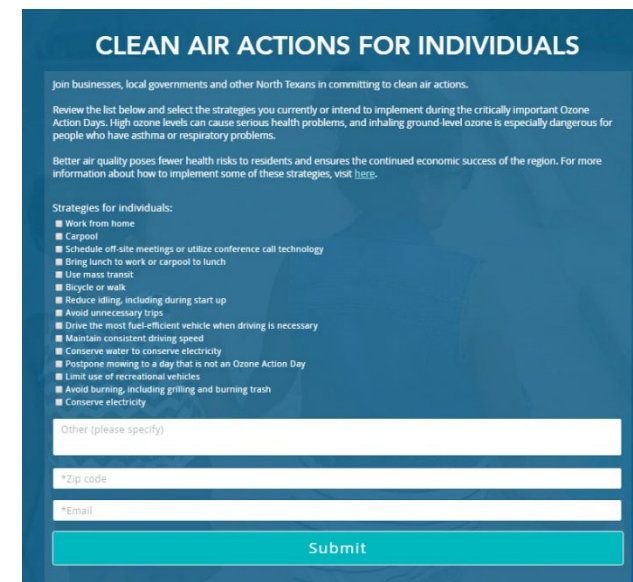 CLEAN AIR ACTIONS FOR INDIVIDUALS
Join businesses, local governments and other North Texans in committing to clean air actions.
Review the list below and select the strategies you currently or intend to implement during the critically important Ozone
Action Days. High ozone levels can cause serious health problems, and inhaling ground-level ozone is especially dangerous for
people who have asthma or respiratory problems.
Better air quality poses fewer health risks to residents and ensures the continued economic success of the region. For more
information about how to implement some of these strategies, visit here.
Strategies for individuals:
Work from home
Carpool
Schedule off-site meetings or utilize conference call technology
Bring lunch to work or carpool to lunch
Use mass transit
Bicycle or walk
Reduce idling, including during start up
Avoid unnecessary trips
Drive the most fuel-efficient vehicle when driving is necessary
Maintain consistent driving speed
Conserve water to conserve electricity
Postpone mowing to a day that is not an Ozone Action Day
Limit use of recreational vehicles
Avoid burning, including grilling and burning trash
Conserve electricity
Other (please specify)
*Zip code
*Email
Submit